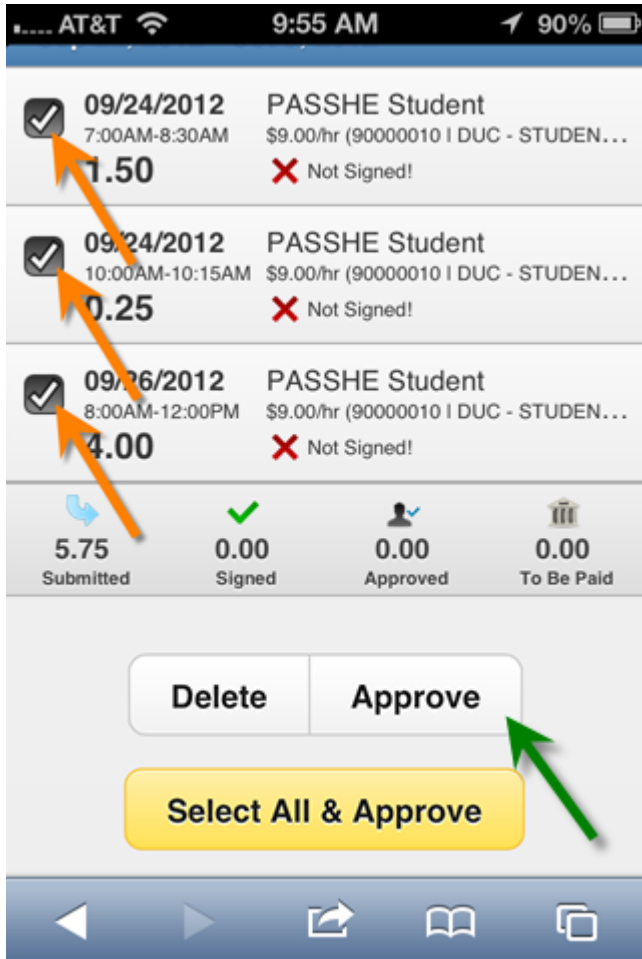 AT&T 9:55 AM 90%
09/24/2012 PASSHE Student
7:00AM-8:30AM $9.00/hr (90000010 | DUC - STUDEN...
1.50 Not Signed!
09/24/2012 PASSHE Student
10:00AM-10:15AM $9.00/hr (90000010 | DUC - STUDEN...
0.25 Not Signed!
09/26/2012 PASSHE Student
8:00AM-12:00PM $9.00/hr (90000010 | DUC - STUDEN...
4.00 Not Signed!
5.75 0.00 0.00 0.00
Submitted Signed Approved To Be Paid
Delete Approve
Select All & Approve